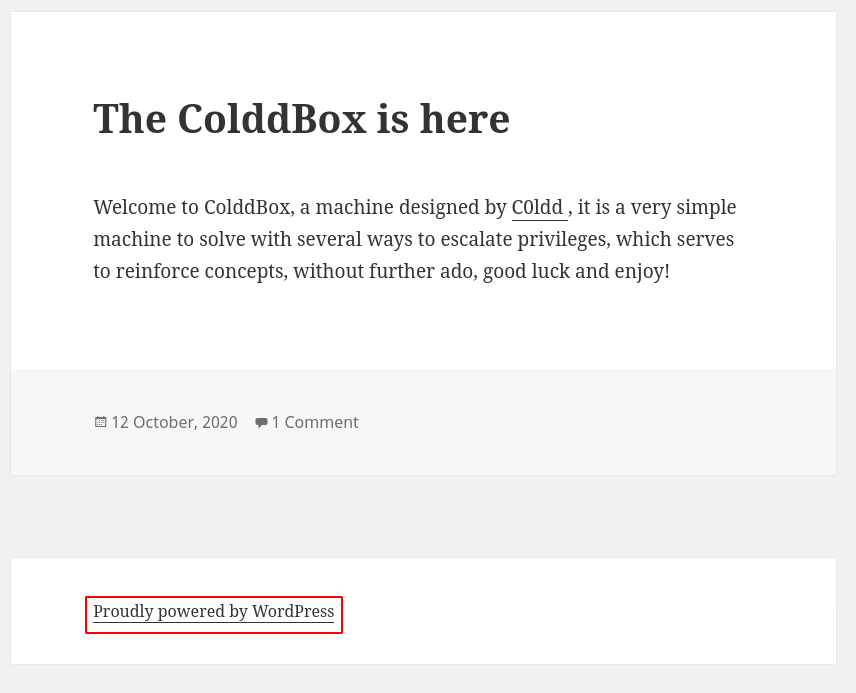 The ColddBox is here
Welcome to ColddBox, a machine designed by C0ldd , it is a very simple
machine to solve with several ways to escalate privileges, which serves
to reinforce concepts, without further ado, good luck and enjoy!
12 October, 2020 1 Comment
Proudly powered by WordPress